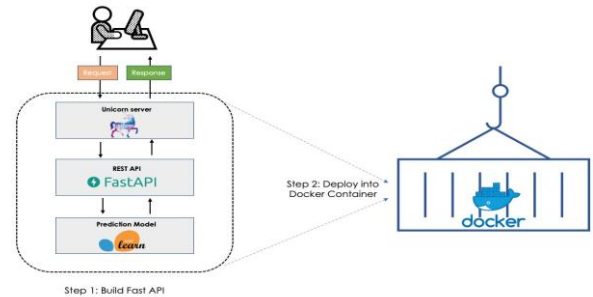 Request
Response
Unicorn server
REST API
FastAPI
Prediction Model
learn
Step 1: Build Fast API
Step 2: Deploy into
Docker Container
docker